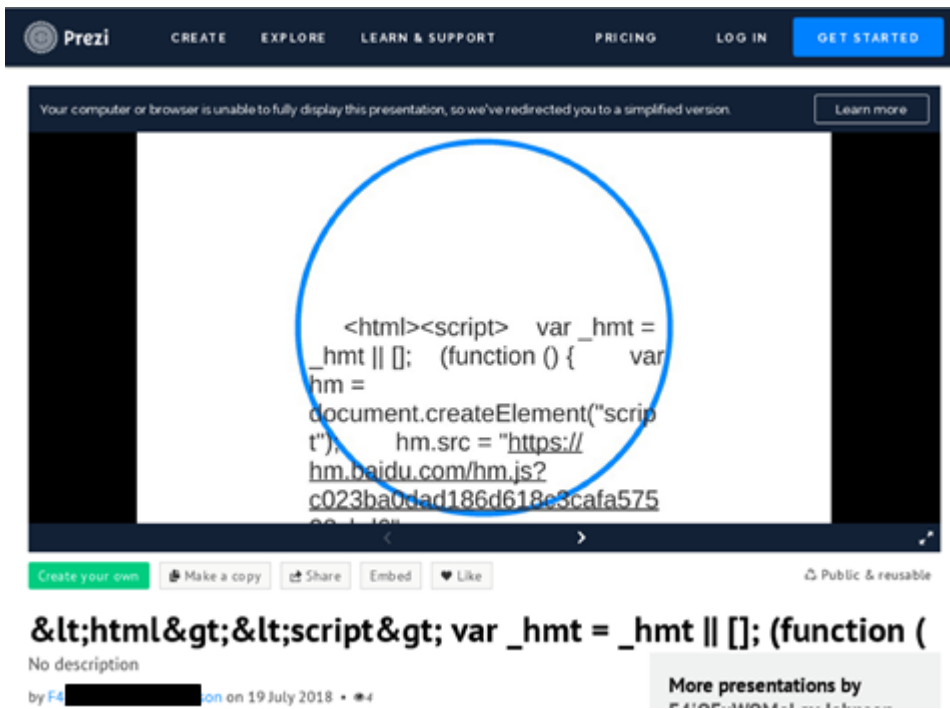 Prezi CREATE EXPLORE LEARN & SUPPORT PRICING LOG IN GET STARTED
Your computer or browser is unable to fully display this presentation, so we've redirected you to a simplified version. Learn more
<html><script> var _hmt =
_hmt || []; (function () { var
hm =
document.createElement("scrip
t"); hm.src = "https://
hm.baidu.com/hm.js?
c023ba0dad186d618c3cafa575
Create your own Make a copy Share Embed Like Public & reusable
&lt;html&gt;&lt;script&gt; var _hmt = _hmt || []; (function (
No description
by F4 son on 19 July 2018 • 4
More presentations by